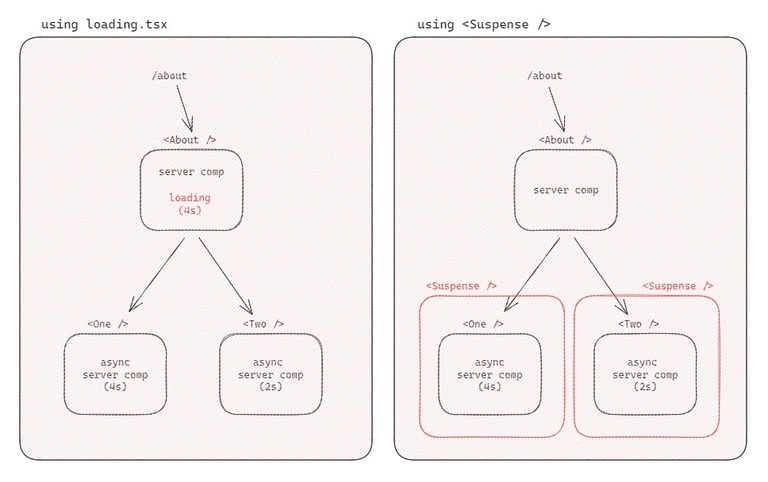 using loading.tsx
/about
<About />
server comp
loading
(4s)
<One />
async
server comp
(4s)
<Two />
async
server comp
(2s)
using <Suspense />
/about
<About />
server comp
<Suspense />
<One />
async
server comp
(4s)
<Suspense />
<Two />
async
server comp
(2s)